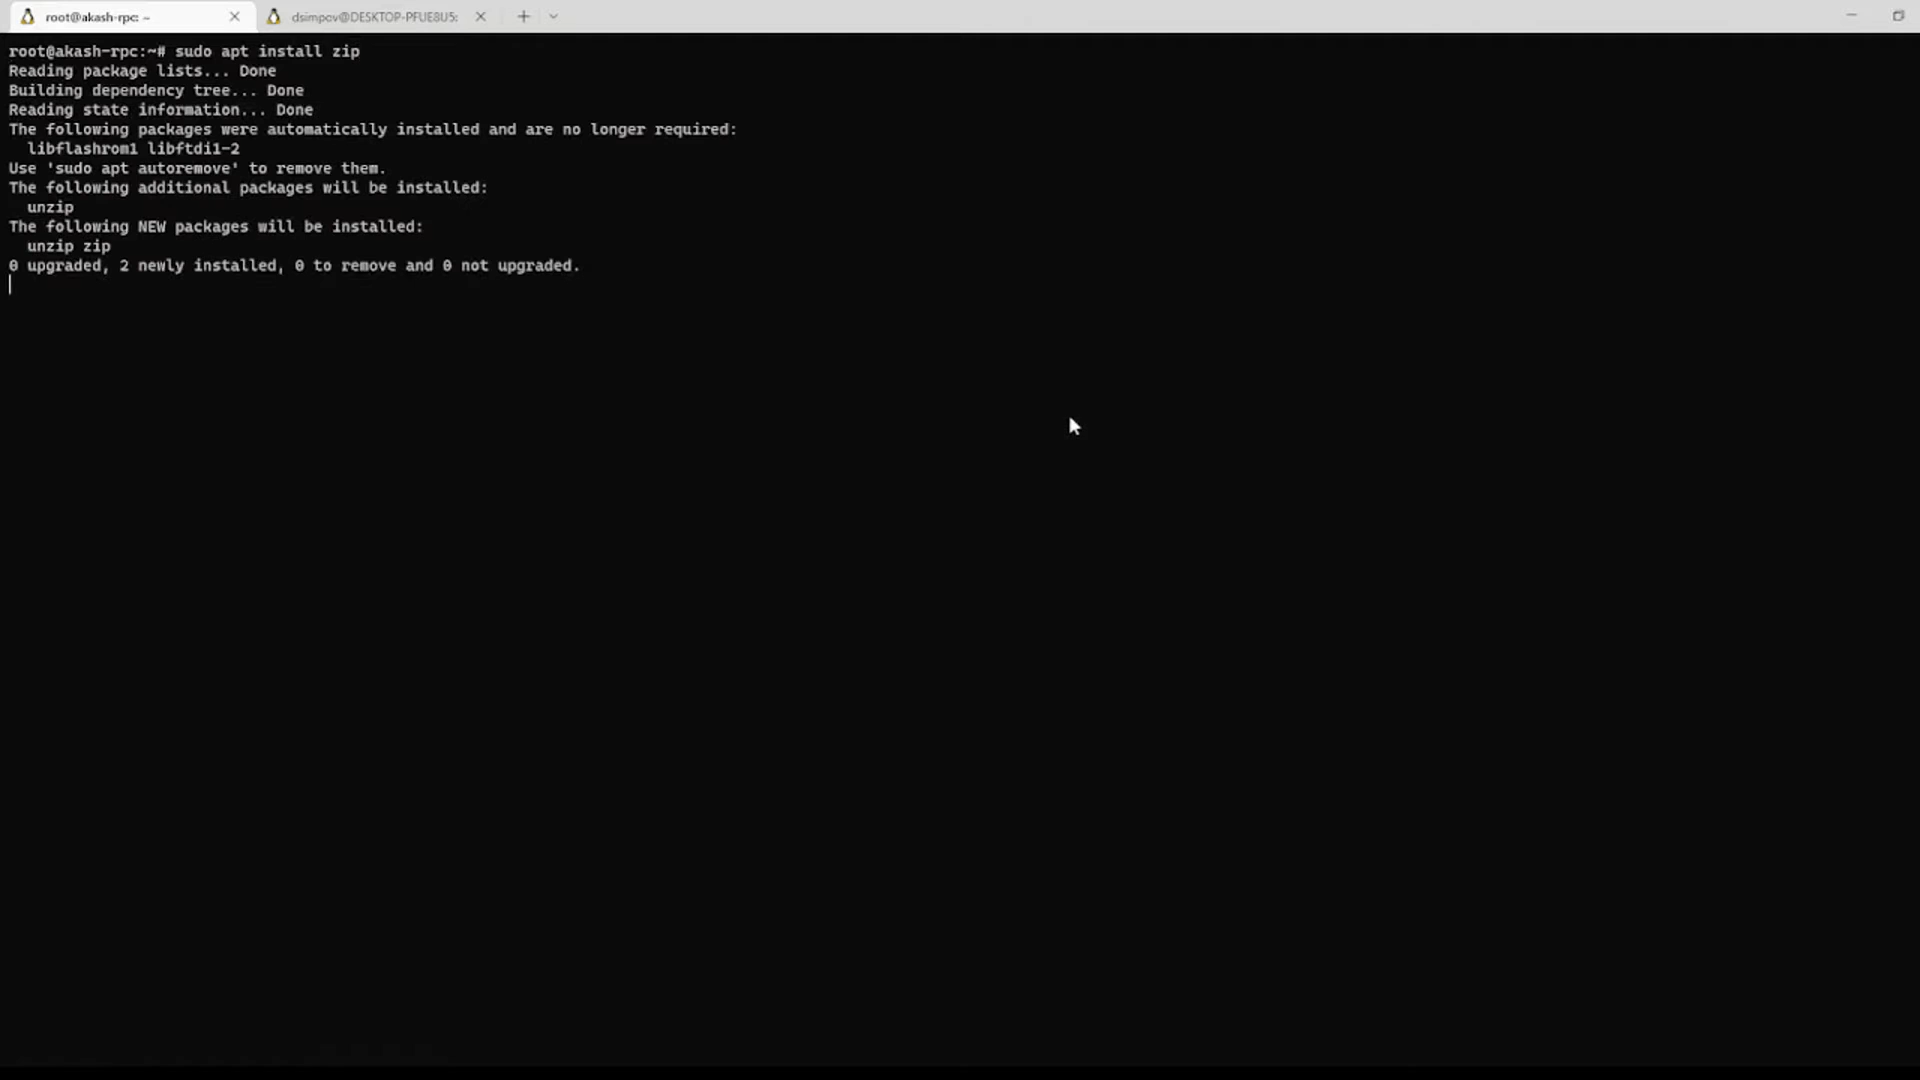 root@akash-rpc: ~
dsimpov@DESKTOP-PFUE8U5:
root@akash-rpc:~# sudo apt install zip
Reading package lists... Done
Building dependency tree... Done
Reading state information... Done
The following packages were automatically installed and are no longer required:
libflashrom1 libftdi1-2
Use 'sudo apt autoremove' to remove them.
The following additional packages will be installed:
unzip
The following NEW packages will be installed:
unzip zip
0 upgraded, 2 newly installed, 0 to remove and 0 not upgraded.